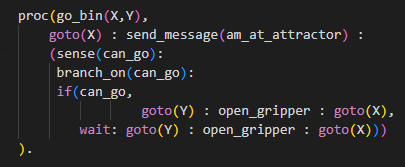 proc(go_bin(X,Y),
    goto(X) : send_message(am_at_attractor) :
    (sense(can_go):
     branch_on(can_go):
     if(can_go,
                goto(Y) : open_gripper : goto(X),
        wait: goto(Y) : open_gripper : goto(X)))
).